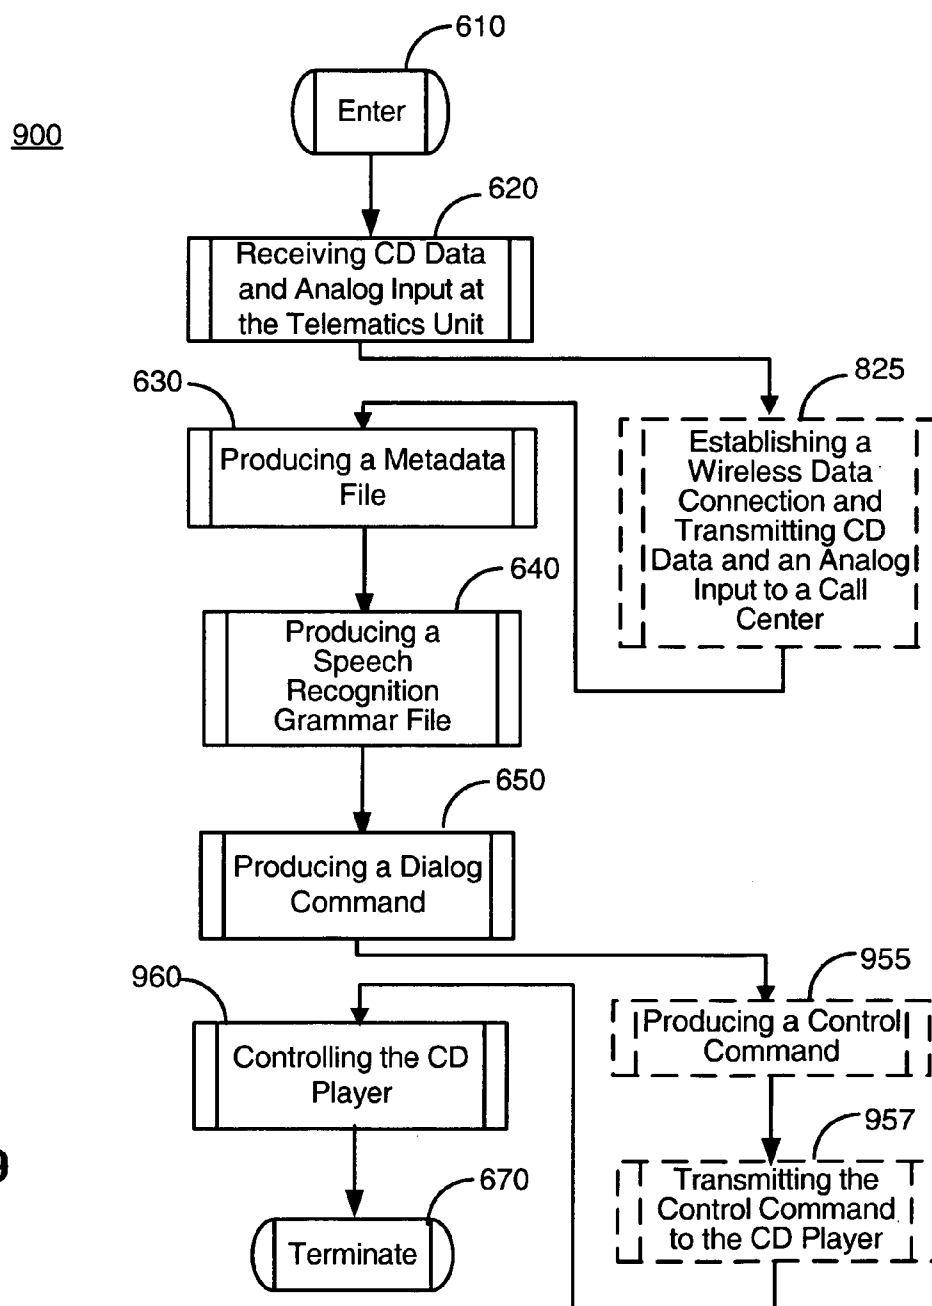 610
Enter
900
620
Receiving CD Data
and Analog Input at
the Telematics Unit
630
825
Producing a Metadata
File
Establishing a
Wireless Data
Connection and
Transmitting CD
Data and an Analog
Input to a Call
Center
640
Producing a
Speech
Recognition
Grammar File
650
Producing a Dialog
Command
960
955
Controlling the CD
Player
Producing a Control
Command
957
Transmitting the
Control Command
to the CD Player
670
Terminate